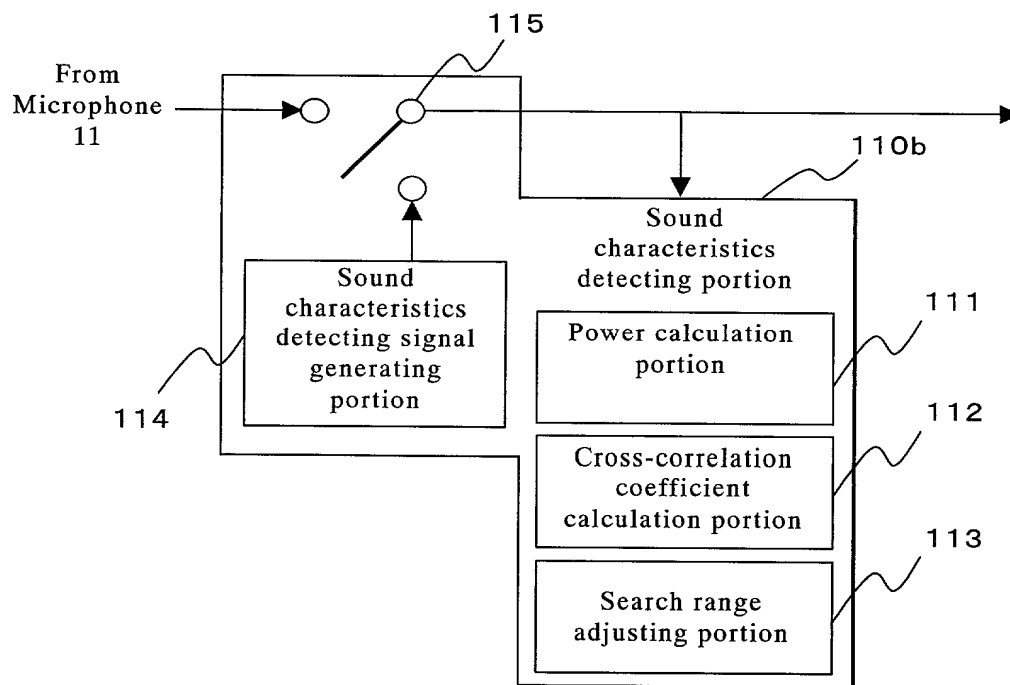 115
From
Microphone
11
110b
Sound
characteristics
detecting portion
Sound
characteristics
detecting signal
generating
portion
114
Power calculation
portion
111
Cross-correlation
coefficient
calculation portion
112
Search range
adjusting portion
113